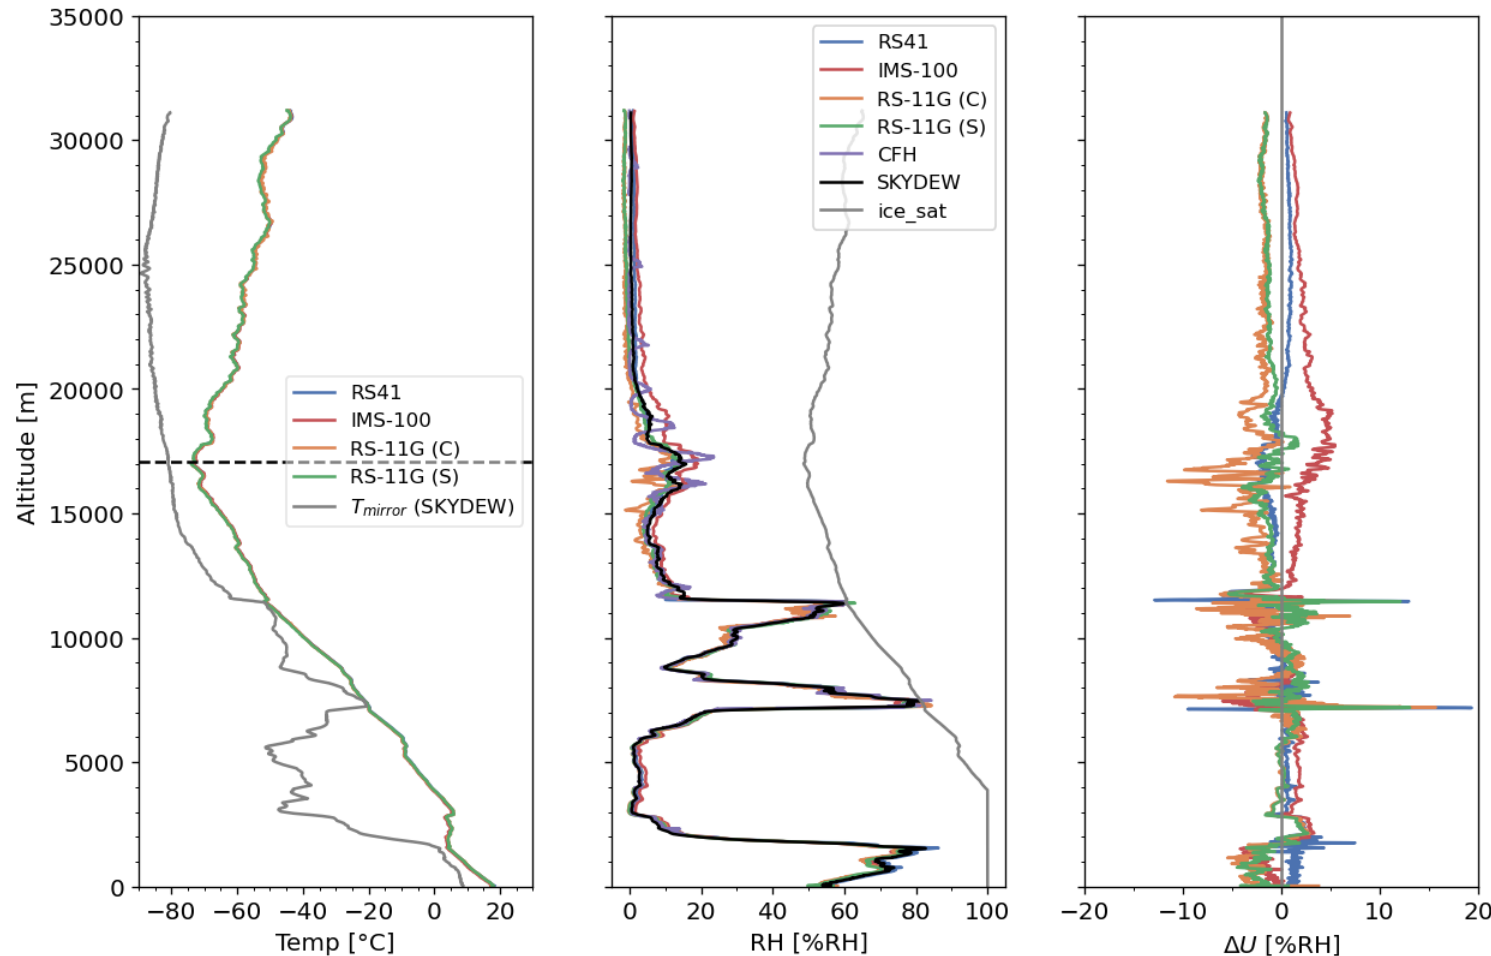 35000
30000
25000
20000
15000
10000
5000
0
Altitude [m]
RS41
IMS-100
RS-11G (C)
RS-11G (S)
T_mirror (SKYDEW)
−80 −60 −40 −20 0 20
Temp [°C]
RS41
IMS-100
RS-11G (C)
RS-11G (S)
CFH
SKYDEW
ice_sat
0 20 40 60 80 100
RH [%RH]
−20 −10 0 10 20
ΔU [%RH]